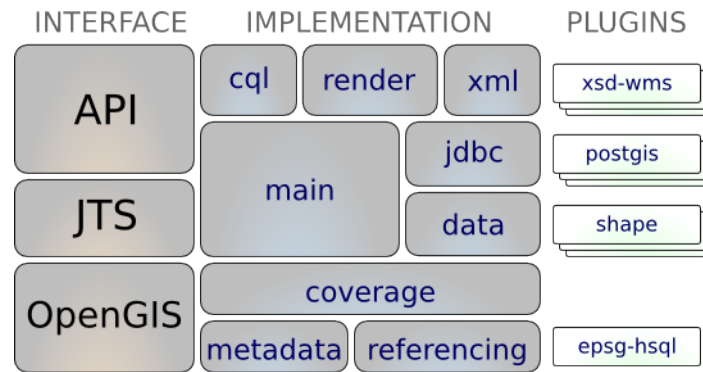 INTERFACE IMPLEMENTATION PLUGINS
API cql render xml xsd-wms
main jdbc postgis
JTS data shape
OpenGIS coverage
metadata referencing epsg-hsql